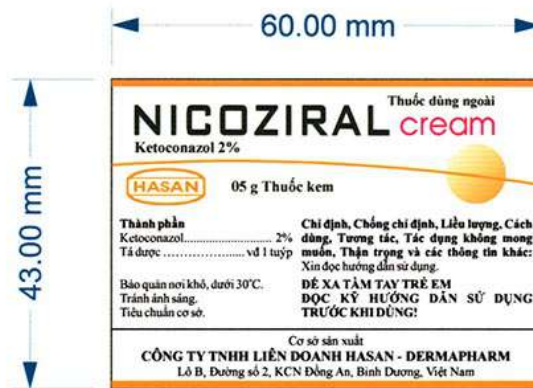 60.00 mm
43.00 mm
Thuốc dùng ngoài
NICOZIRAL cream
Ketoconazol 2%
HASAN
05 g Thuốc kem
Thành phần
Ketoconazol.............................. 2%
Tá dược ........................ vđ 1 tuýp
Bảo quản nơi khô, dưới 30°C.
Tránh ánh sáng.
Tiêu chuẩn cơ sở.
Chỉ định, Chống chỉ định, Liều lượng, Cách
dùng, Tương tác, Tác dụng không mong
muốn, Thận trọng và các thông tin khác:
Xin đọc hướng dẫn sử dụng.
ĐỂ XA TẦM TAY TRẺ EM
ĐỌC KỸ HƯỚNG DẪN SỬ DỤNG
TRƯỚC KHI DÙNG!
Cơ sở sản xuất
CÔNG TY TNHH LIÊN DOANH HASAN - DERMAPHARM
Lô B, Đường số 2, KCN Đồng An, Bình Dương, Việt Nam